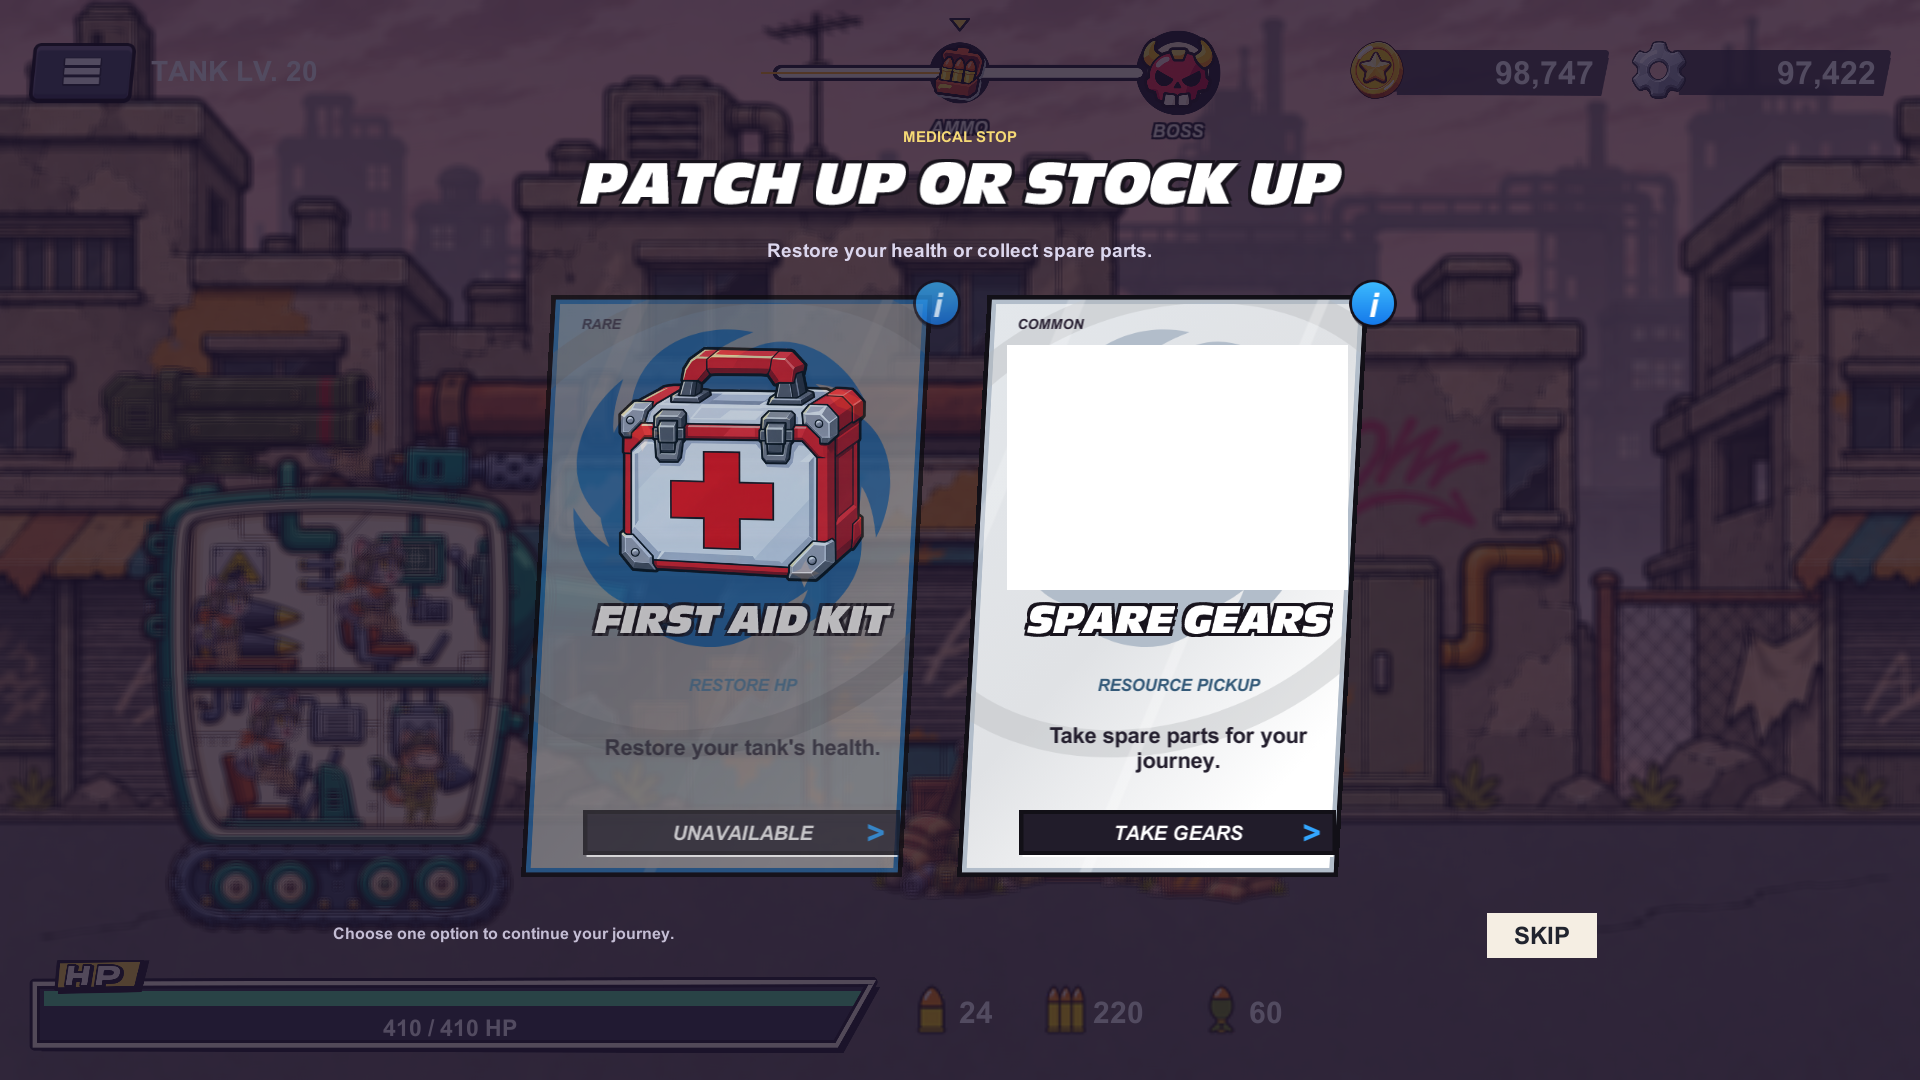 TANK LV. 20
98,747
97,422
AMMO
BOSS
MEDICAL STOP
PATCH UP OR STOCK UP
Restore your health or collect spare parts.
RARE
i
FIRST AID KIT
RESTORE HP
Restore your tank's health.
UNAVAILABLE >
COMMON
i
SPARE GEARS
RESOURCE PICKUP
Take spare parts for your
journey.
TAKE GEARS >
Choose one option to continue your journey.
SKIP
HP
410 / 410 HP
24
220
60